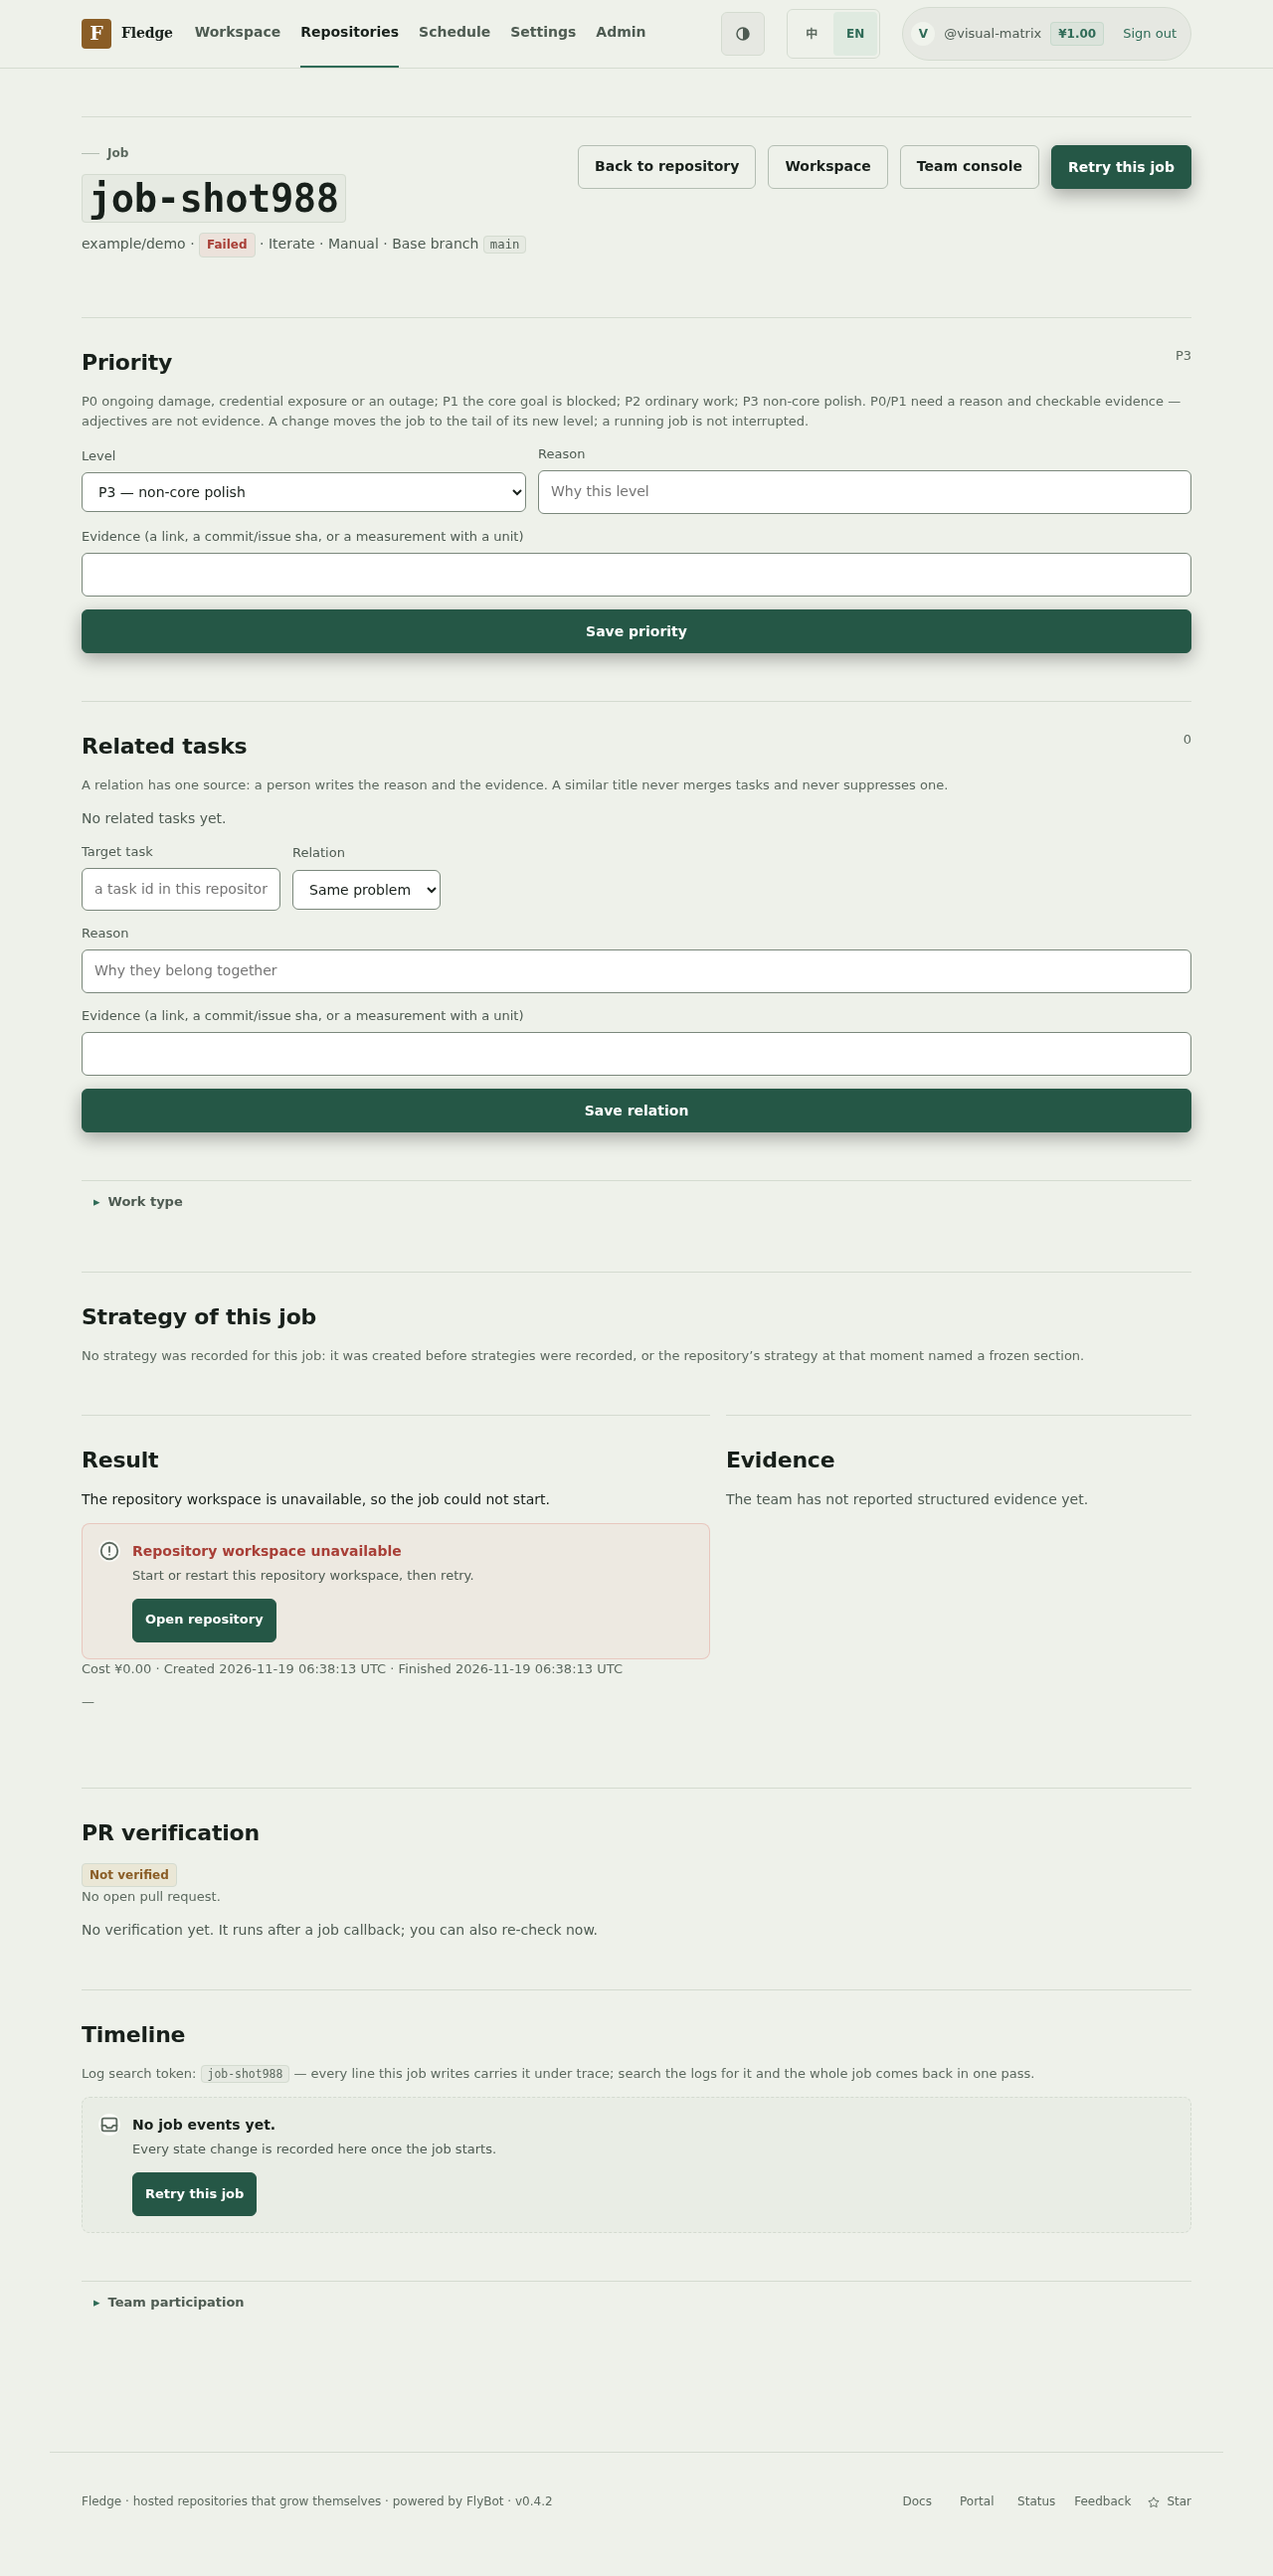 F Fledge Workspace Repositories Schedule Settings Admin 中 EN V @visual-matrix ¥1.00 Sign out
Job
Back to repository Workspace Team console Retry this job
job-shot988
example/demo · Failed · Iterate · Manual · Base branch main
Priority P3
P0 ongoing damage, credential exposure or an outage; P1 the core goal is blocked; P2 ordinary work; P3 non-core polish. P0/P1 need a reason and checkable evidence —
adjectives are not evidence. A change moves the job to the tail of its new level; a running job is not interrupted.
Level Reason
P3 — non-core polish Why this level
Evidence (a link, a commit/issue sha, or a measurement with a unit)
Save priority
Related tasks 0
A relation has one source: a person writes the reason and the evidence. A similar title never merges tasks and never suppresses one.
No related tasks yet.
Target task Relation
a task id in this repositor Same problem
Reason
Why they belong together
Evidence (a link, a commit/issue sha, or a measurement with a unit)
Save relation
Work type
Strategy of this job
No strategy was recorded for this job: it was created before strategies were recorded, or the repository’s strategy at that moment named a frozen section.
Result Evidence
The repository workspace is unavailable, so the job could not start. The team has not reported structured evidence yet.
Repository workspace unavailable
Start or restart this repository workspace, then retry.
Open repository
Cost ¥0.00 · Created 2026-11-19 06:38:13 UTC · Finished 2026-11-19 06:38:13 UTC
—
PR verification
Not verified
No open pull request.
No verification yet. It runs after a job callback; you can also re-check now.
Timeline
Log search token: job-shot988 — every line this job writes carries it under trace; search the logs for it and the whole job comes back in one pass.
No job events yet.
Every state change is recorded here once the job starts.
Retry this job
Team participation
Fledge · hosted repositories that grow themselves · powered by FlyBot · v0.4.2 Docs Portal Status Feedback Star